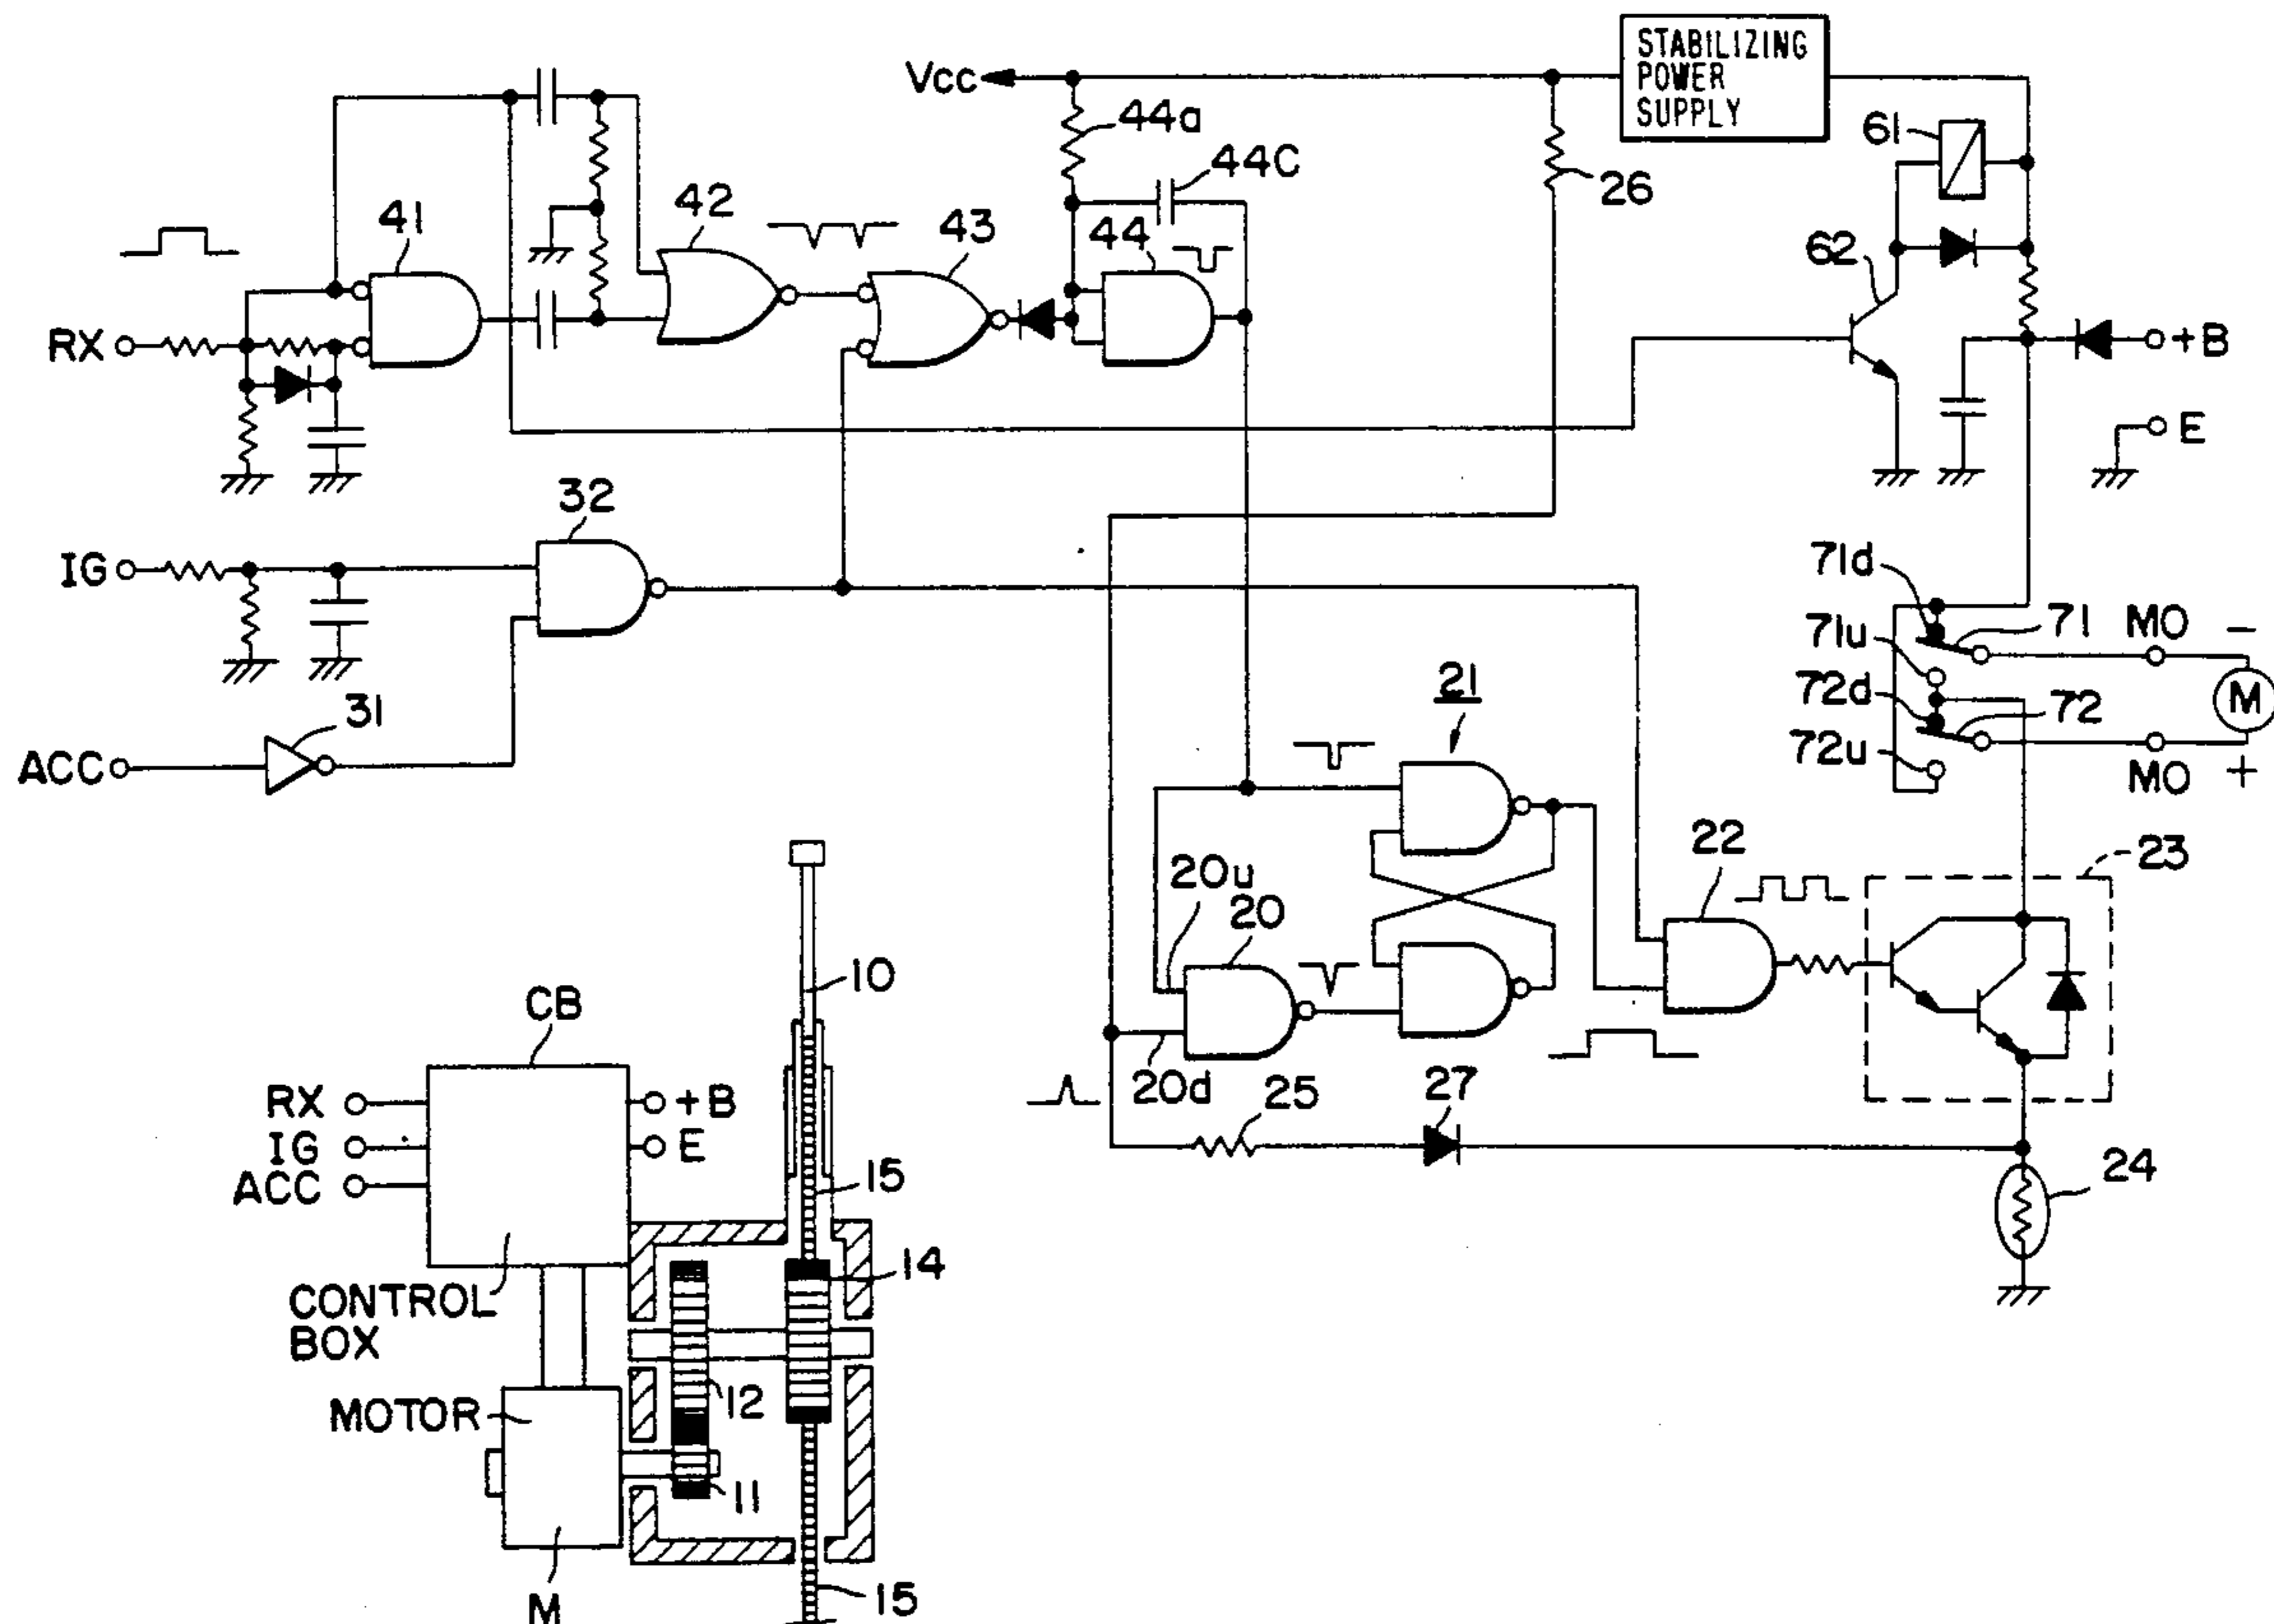 STABILIZING
POWER
SUPPLY
Vcc
44a
61
44C
26
42
43
44
41
62
RX
+B
E
32
IG
71d
71u
71
MO
-
72d
72
M
72u
MO
+
31
ACC
21
22
23
20u
20
10
CB
20d
25
27
RX
+B
IG
E
ACC
15
24
14
CONTROL
BOX
12
MOTOR
11
15
M